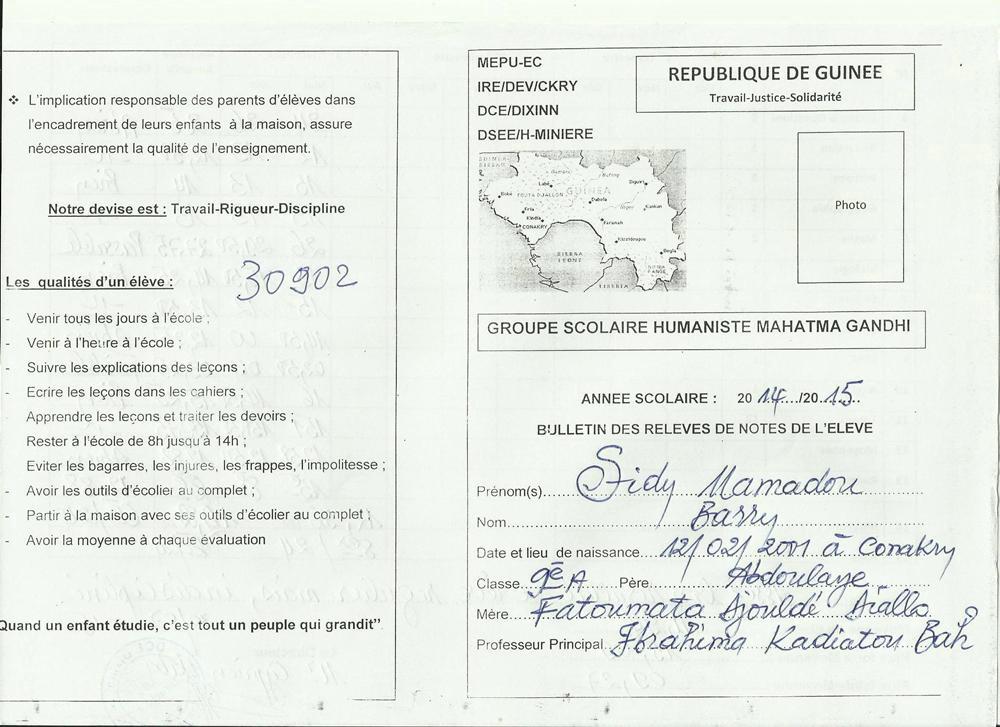 ❖ L'implication responsable des parents d'élèves dans
l'encadrement de leurs enfants à la maison, assure
nécessairement la qualité de l'enseignement.
Notre devise est : Travail-Rigueur-Discipline
30902
Les qualités d'un élève :
- Venir tous les jours à l'école ;
- Venir à l'heure à l'école ;
- Suivre les explications des leçons ;
- Ecrire les leçons dans les cahiers ;
Apprendre les leçons et traiter les devoirs ;
Rester à l'école de 8h jusqu'à 14h ;
Eviter les bagarres, les injures, les frappes, l'impolitesse ;
- Avoir les outils d'écolier au complet ;
- Partir à la maison avec ses outils d'écolier au complet ;
- Avoir la moyenne à chaque évaluation
Quand un enfant étudie, c'est tout un peuple qui grandit"
MEPU-EC
IRE/DEV/CKRY
DCE/DIXINN
DSEE/H-MINIERE
REPUBLIQUE DE GUINEE
Travail-Justice-Solidarité
GUINEA
CONAKRY
SIERRA
LEONE
LIBERIA
Photo
GROUPE SCOLAIRE HUMANISTE MAHATMA GANDHI
ANNEE SCOLAIRE : 20 14.../20.15...
BULLETIN DES RELEVES DE NOTES DE L'ELEVE
Prénom(s) Sidy Mamadou
Nom Barry
Date et lieu de naissance 12/02/2001 à Conakry
Classe 9è A Père Abdoulaye
Mère Fatoumata Djouldé Diallo
Professeur Principal Ibrahima Kadiatou Bah